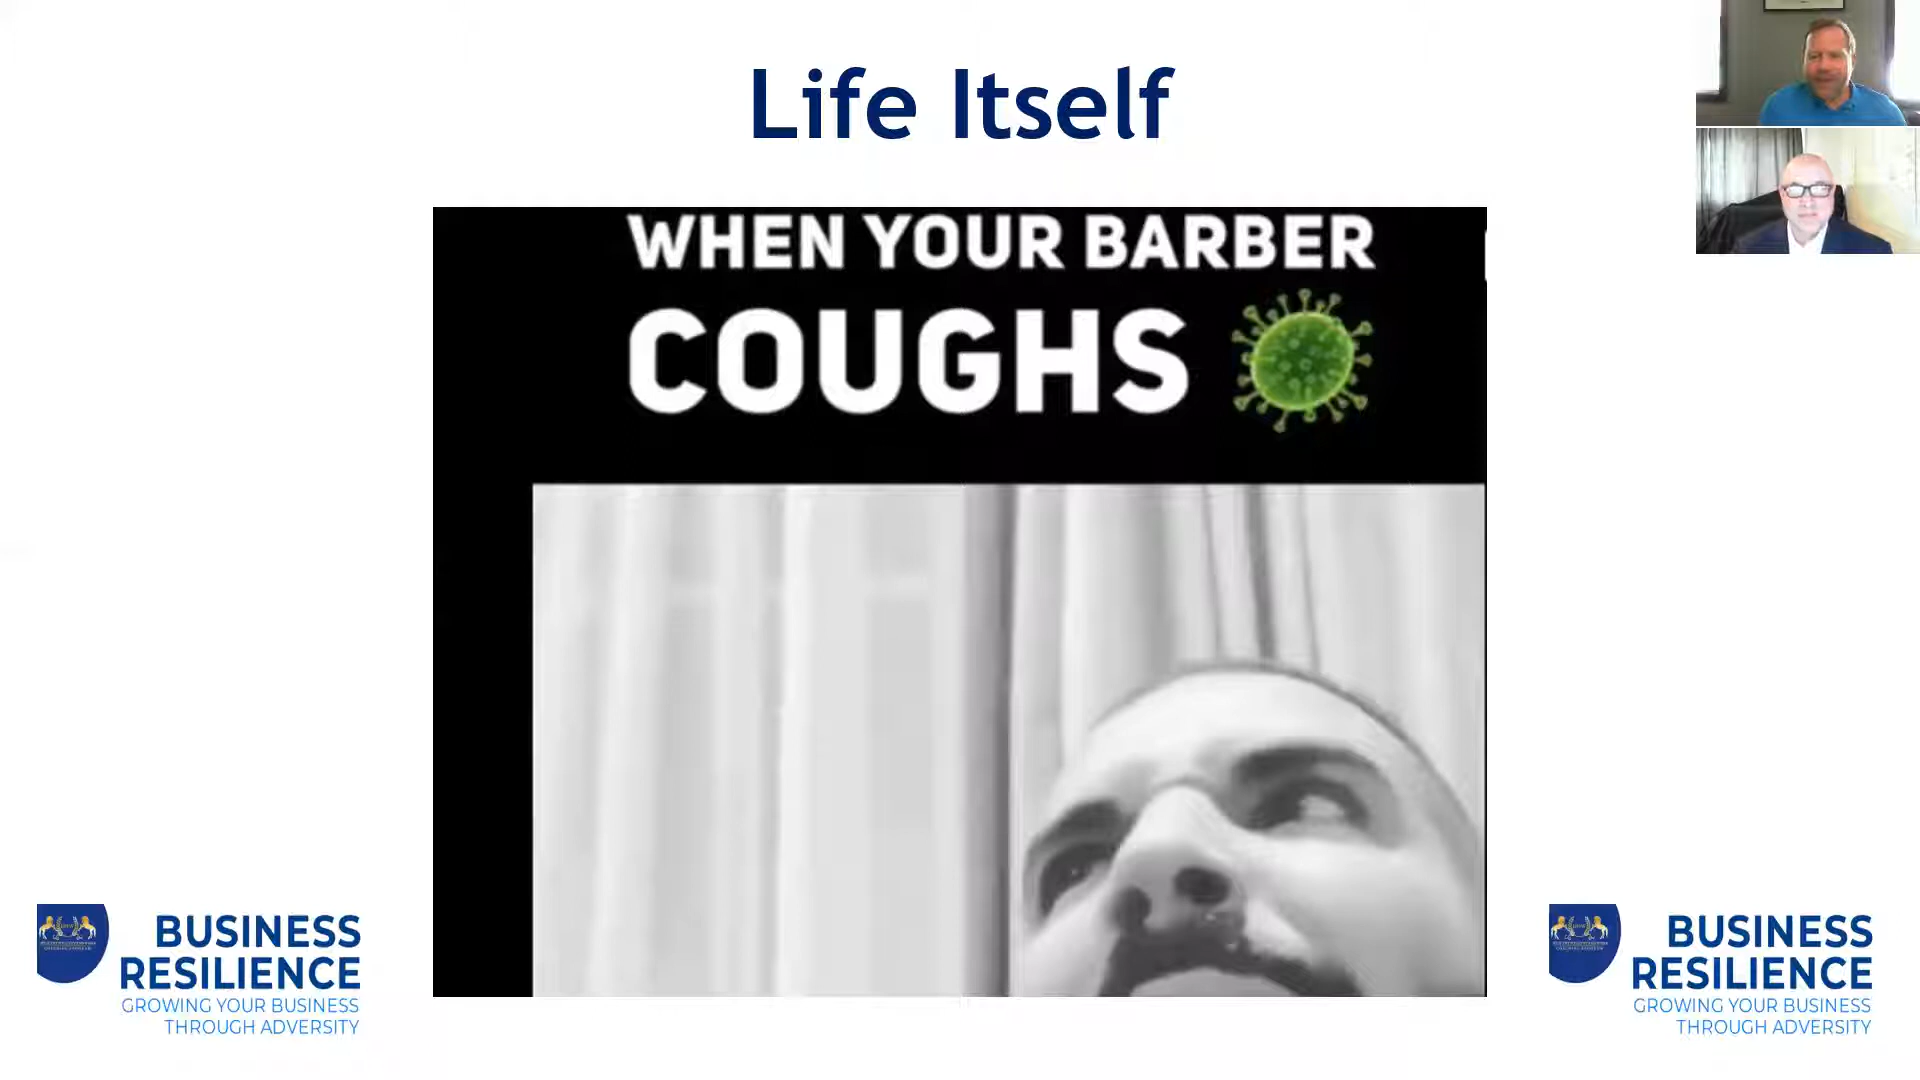 Life Itself
WHEN YOUR BARBER
COUGHS
BUSINESS
RESILIENCE
GROWING YOUR BUSINESS
THROUGH ADVERSITY
BUSINESS
RESILIENCE
GROWING YOUR BUSINESS
THROUGH ADVERSITY